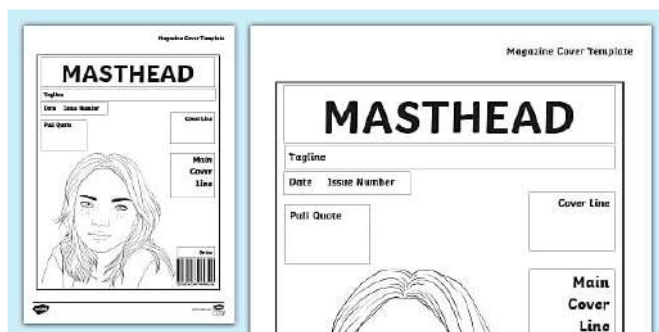 Magazine Cover Template
MASTHEAD
Tagline
Date Issue Number
Pull Quote
Cover Line
Main
Cover
Line
Price
Magazine Cover Template
MASTHEAD
Tagline
Date Issue Number
Pull Quote
Cover Line
Main
Cover
Line